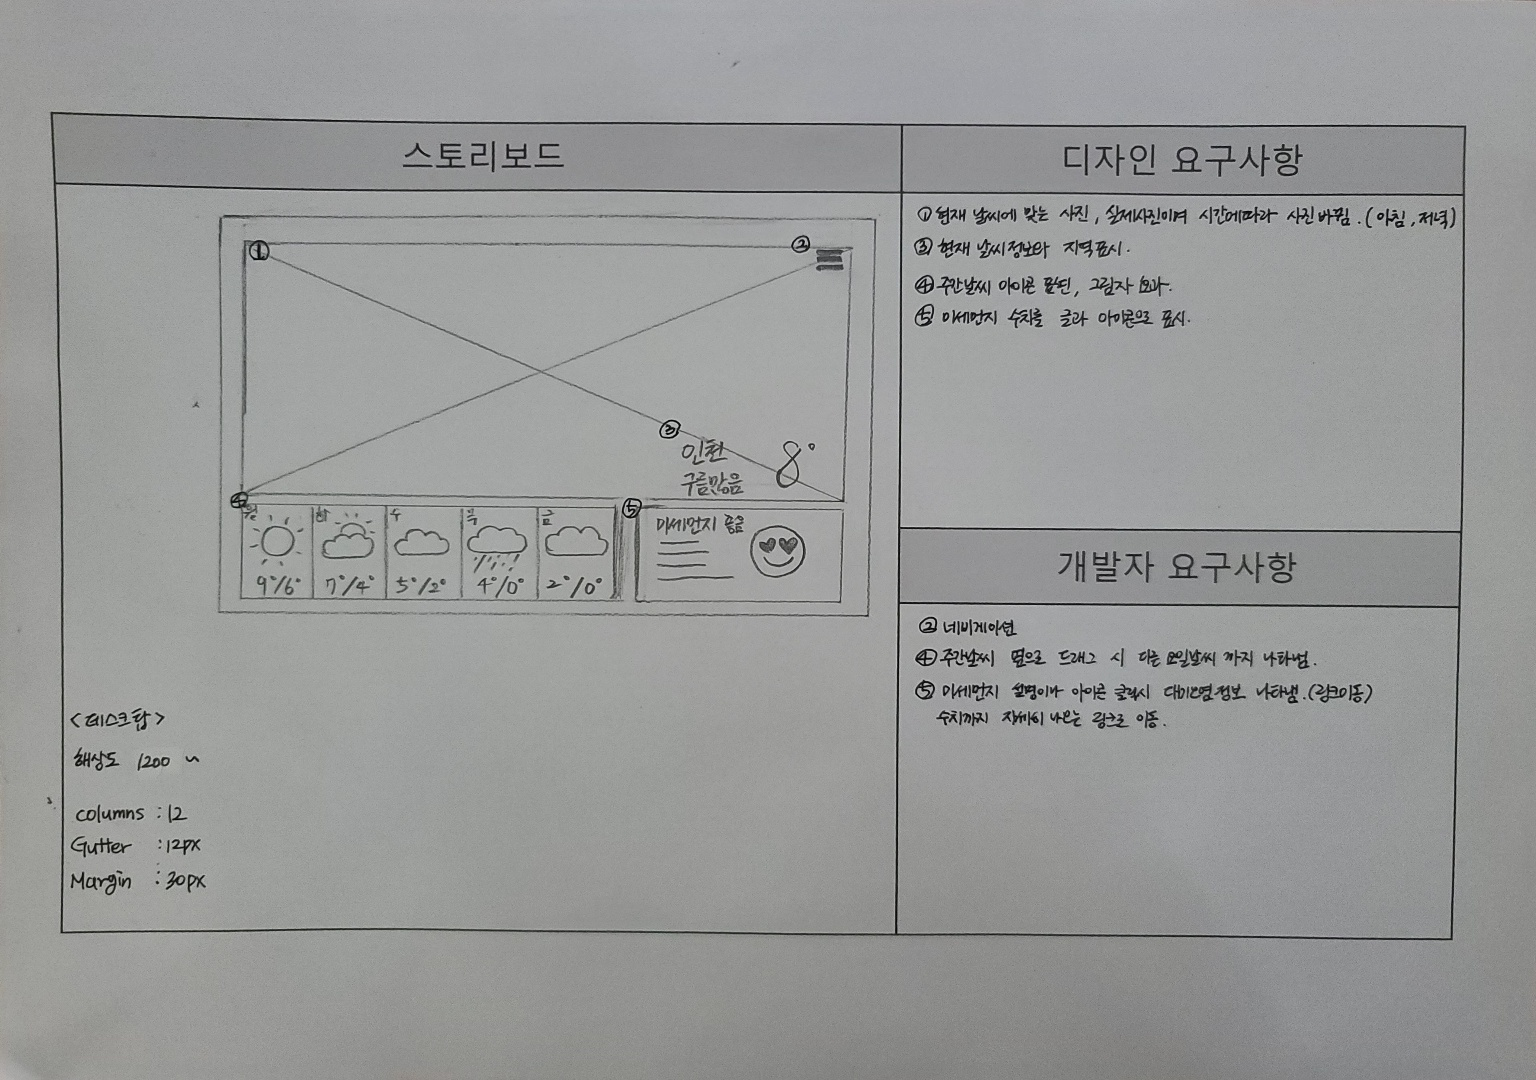 스토리보드
①
②
③
인천
구름많음
8°
④
월
화
수
목
금
9°/6°
7°/4°
5°/2°
4°/0°
2°/0°
⑤
미세먼지 좋음
<데스크탑>
해상도 1200 ~
columns : 12
Gutter : 12px
Margin : 30px
디자인 요구사항
① 현재 날씨에 맞는 사진, 실제사진이며 시간에따라 사진 바뀜. (아침, 저녁)
③ 현재 날씨정보와 지역표시.
④ 주간날씨 아이콘 표현, 그림자 효과.
⑤ 미세먼지 수치를 글과 아이콘으로 표시.
개발자 요구사항
② 네비게이션
④ 주간날씨 옆으로 드래그 시 다른 요일날씨 까지 나타냄.
⑤ 미세먼지 설명이나 아이콘 클릭시 대기오염정보 나타냄. (링크이동)
수치까지 자세히 나오는 링크로 이동.